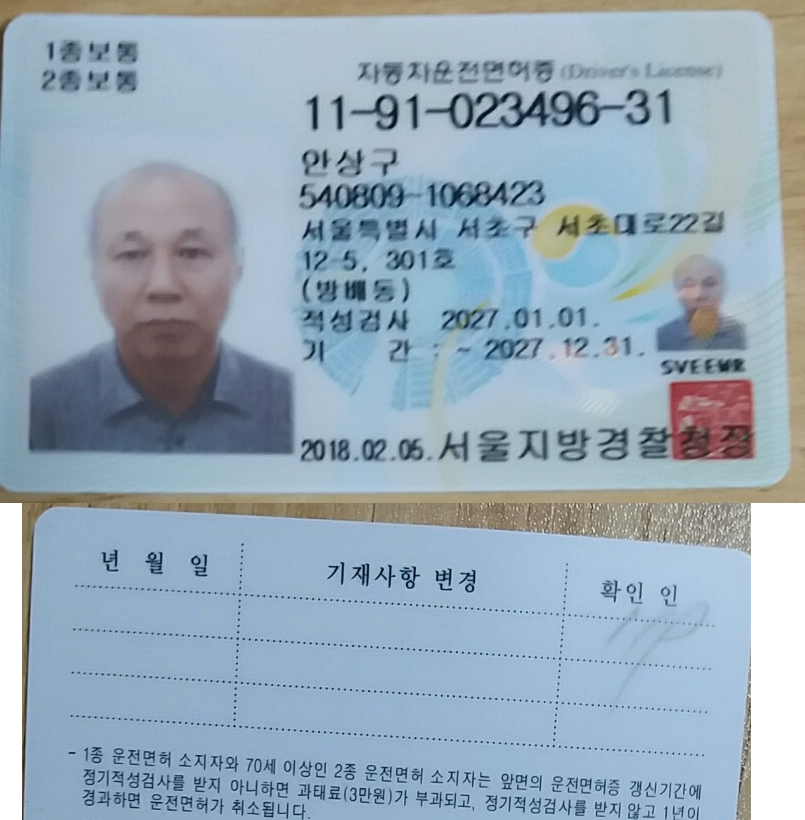 1종보통
2종보통
자동차운전면허증 (Driver's License)
11-91-023496-31
안상구
540809-1068423
서울특별시 서초구 서초대로22길
12-5, 301호
(방배동)
적성검사 2027.01.01.
기 간 : ~ 2027.12.31.
SVEEWR
2018.02.05. 서울지방경찰청장
년 월 일 기재사항 변경 확인 인
- 1종 운전면허 소지자와 70세 이상인 2종 운전면허 소지자는 앞면의 운전면허증 갱신기간에
정기적성검사를 받지 아니하면 과태료(3만원)가 부과되고, 정기적성검사를 받지 않고 1년이
경과하면 운전면허가 취소됩니다.